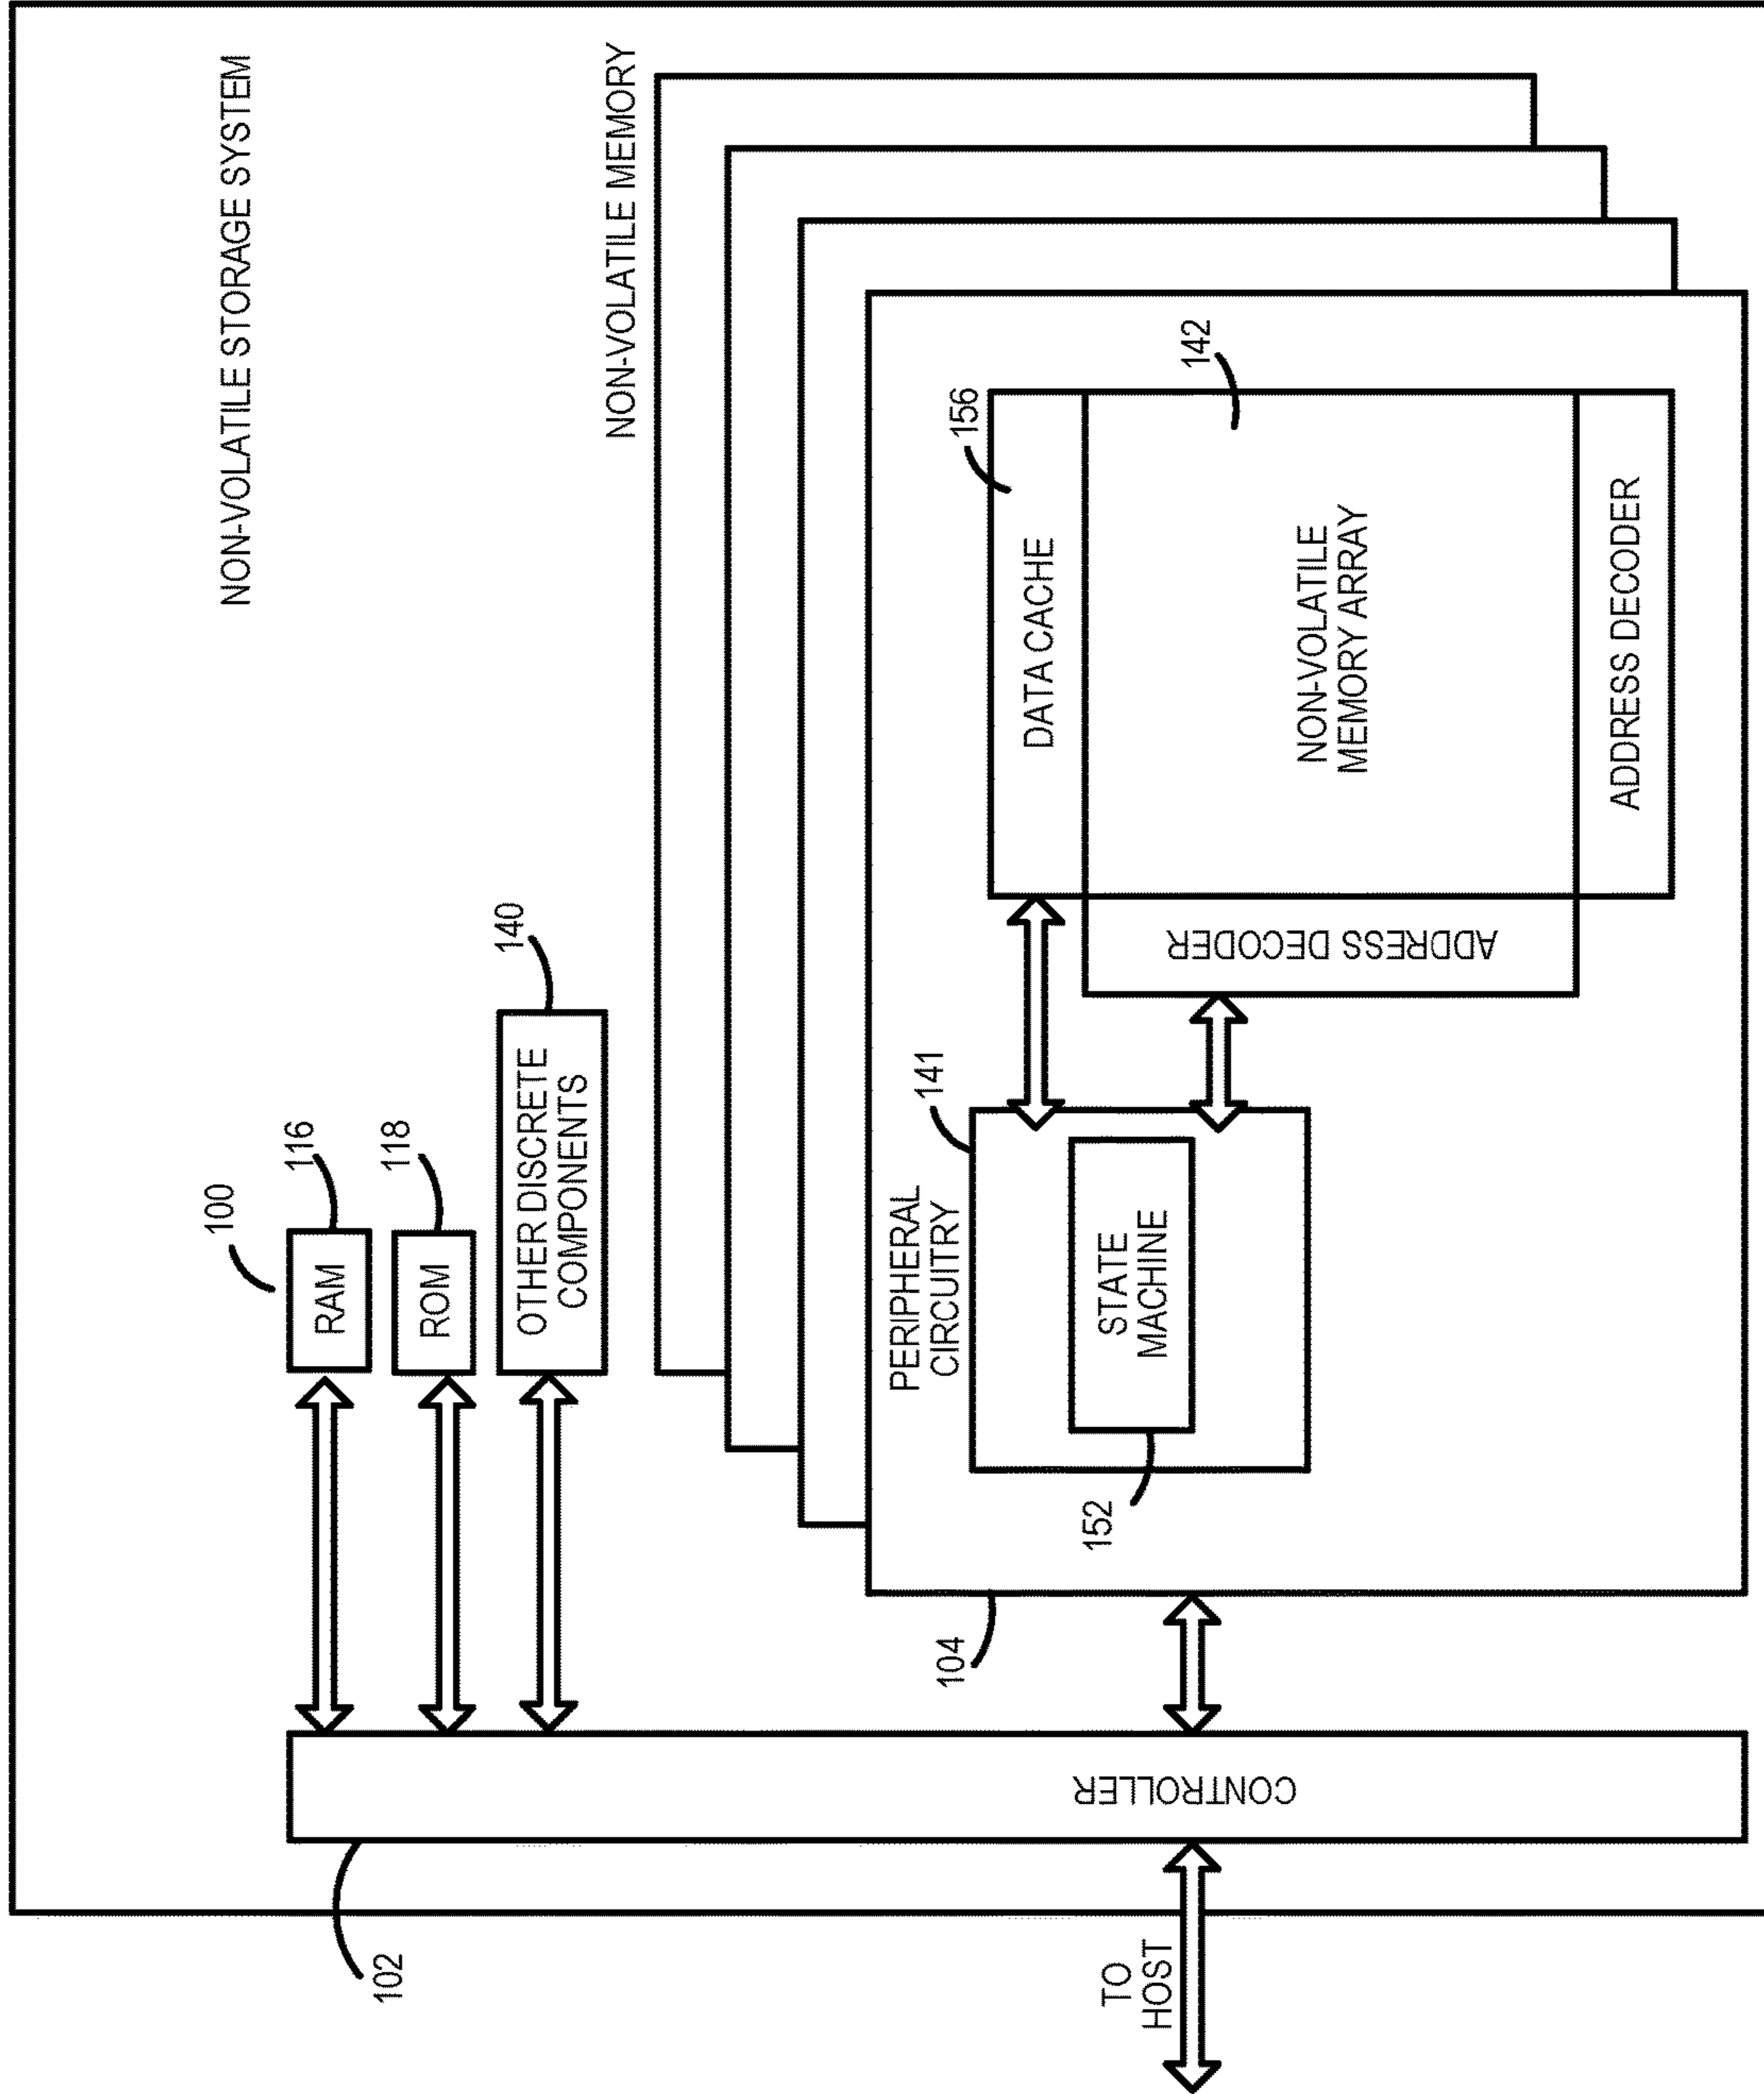 NON-VOLATILE STORAGE SYSTEM
100
RAM
116
ROM
118
OTHER DISCRETE
COMPONENTS
140
NON-VOLATILE MEMORY
102
CONTROLLER
TO
HOST
104
PERIPHERAL
CIRCUITRY
141
STATE
MACHINE
152
DATA CACHE
156
ADDRESS DECODER
NON-VOLATILE
MEMORY ARRAY
142
ADDRESS DECODER